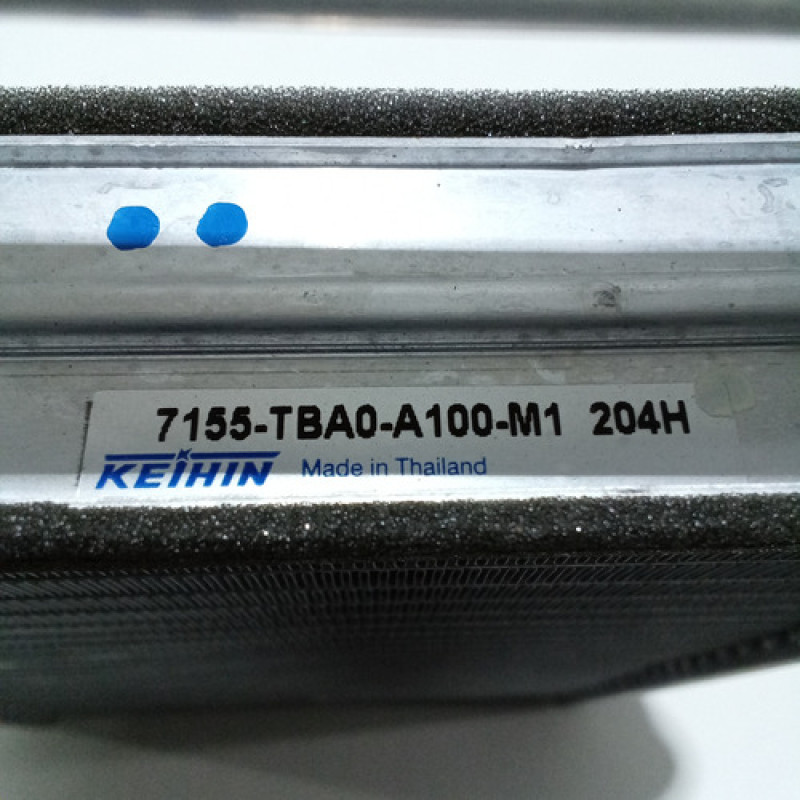 7155-TBA0-A100-M1 204H
KEIHIN Made in Thailand